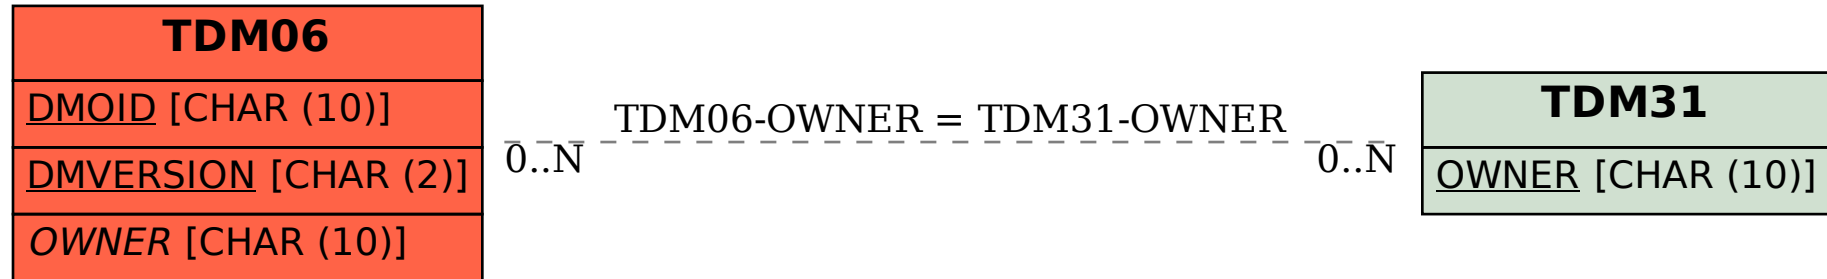 TDM06
DMOID [CHAR (10)]
DMVERSION [CHAR (2)]
OWNER [CHAR (10)]
TDM06-OWNER = TDM31-OWNER
0..N
0..N
TDM31
OWNER [CHAR (10)]